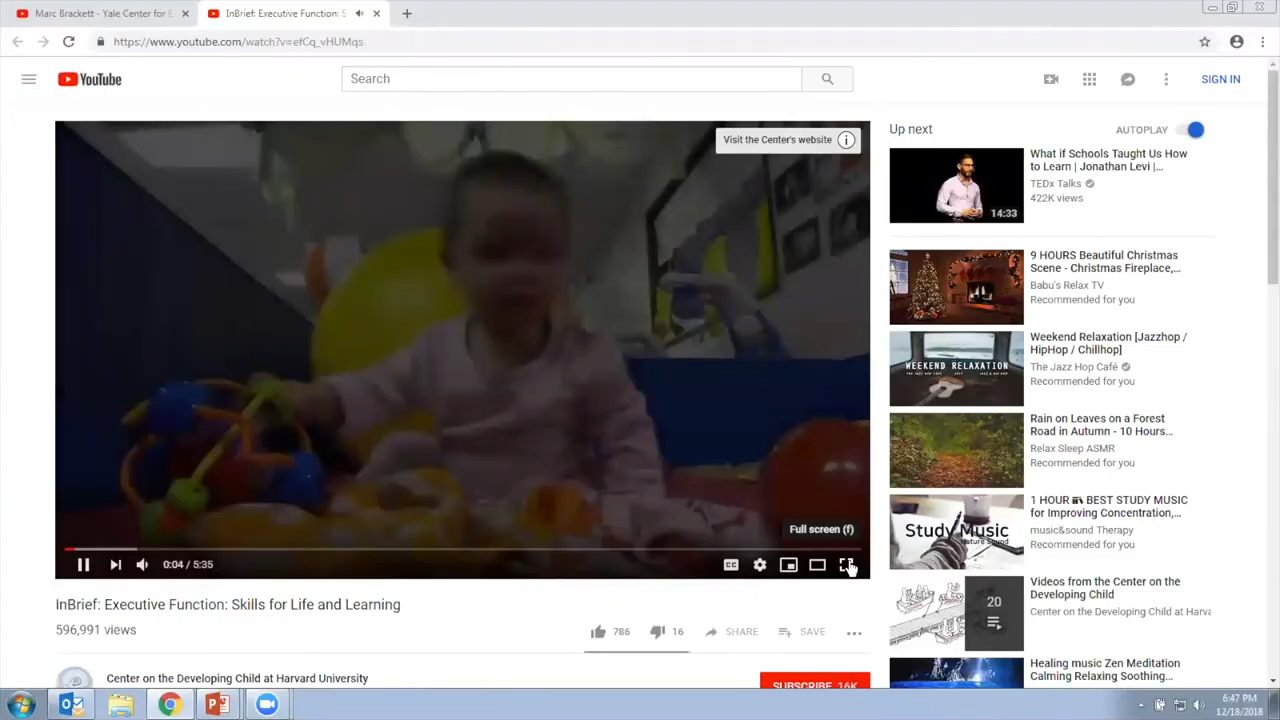 Marc Brackett - Yale Center for E
InBrief: Executive Function: S
https://www.youtube.com/watch?v=efCq_vHUMqs
YouTube
Search
SIGN IN
Visit the Center's website
Full screen (f)
0:04 / 5:35
CC
InBrief: Executive Function: Skills for Life and Learning
596,991 views
786
16
SHARE
SAVE
Center on the Developing Child at Harvard University
SUBSCRIBE 16K
Up next
AUTOPLAY
14:33
What if Schools Taught Us How
to Learn | Jonathan Levi |…
TEDx Talks
422K views
9 HOURS Beautiful Christmas
Scene - Christmas Fireplace,…
Babu's Relax TV
Recommended for you
WEEKEND RELAXATION
Weekend Relaxation [Jazzhop /
HipHop / Chillhop]
The Jazz Hop Café
Recommended for you
Rain on Leaves on a Forest
Road in Autumn - 10 Hours…
Relax Sleep ASMR
Recommended for you
Study Music
Nature Sound
1 HOUR BEST STUDY MUSIC
for Improving Concentration,…
music&sound Therapy
Recommended for you
20
Videos from the Center on the
Developing Child
Center on the Developing Child at Harva
Healing music Zen Meditation
Calming Relaxing Soothing…
6:47 PM
12/18/2018